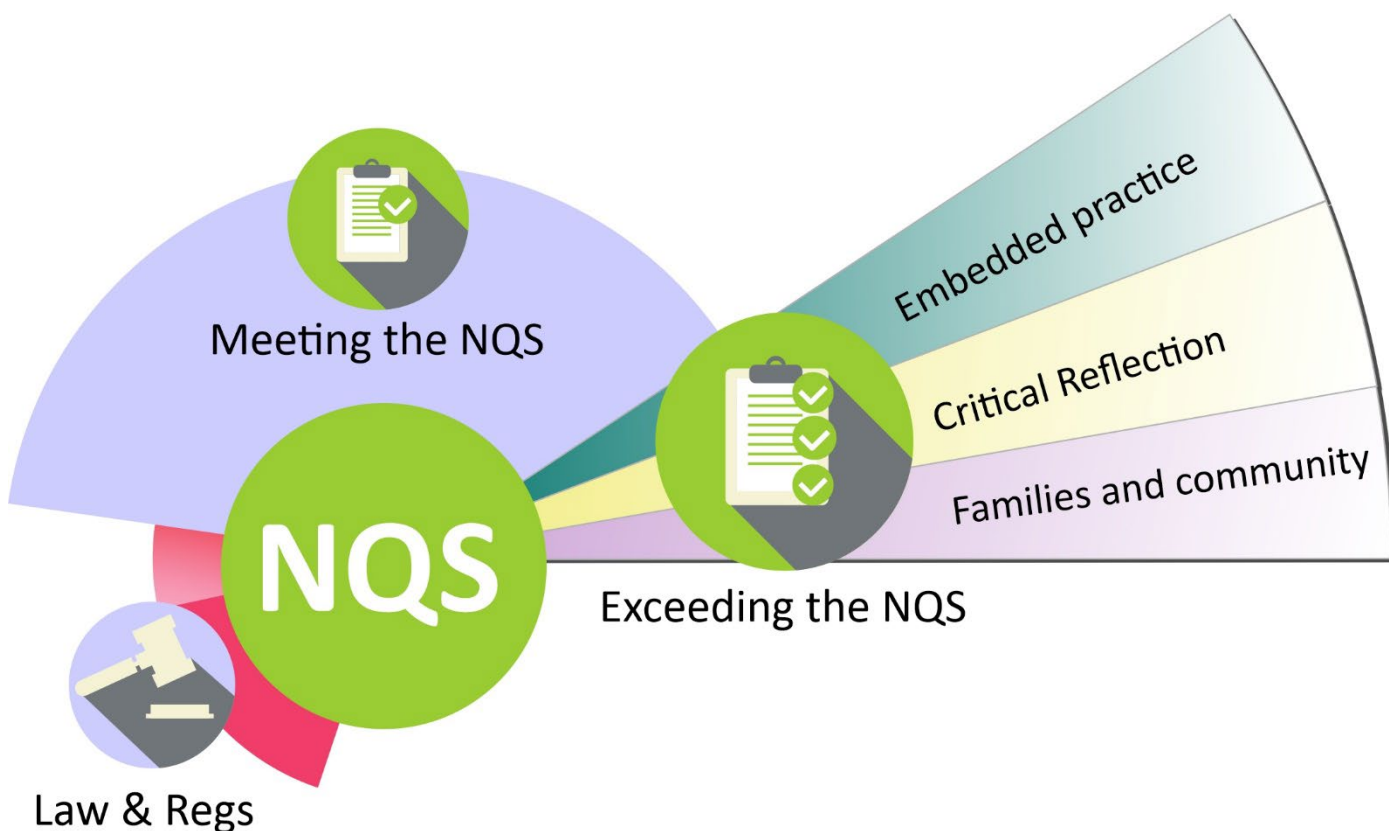 Meeting the NQS
NQS
Law & Regs
Exceeding the NQS
Embedded practice
Critical Reflection
Families and community